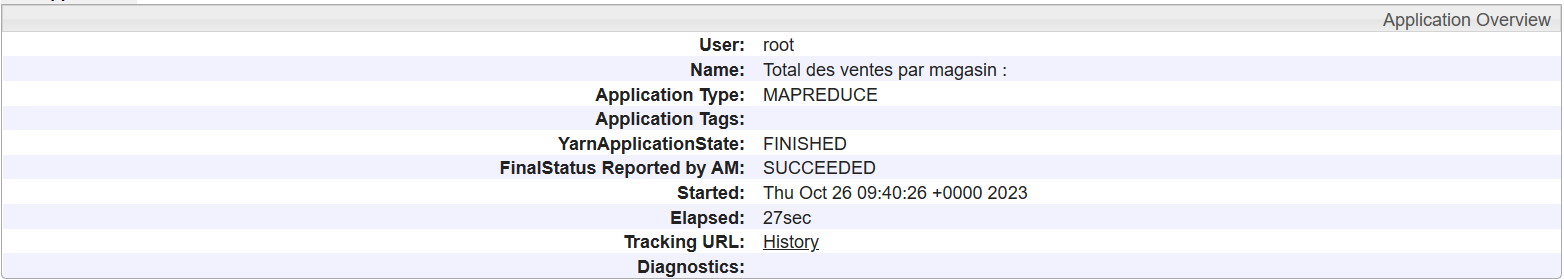 Application Overview
User: root
Name: Total des ventes par magasin :
Application Type: MAPREDUCE
Application Tags:
YarnApplicationState: FINISHED
FinalStatus Reported by AM: SUCCEEDED
Started: Thu Oct 26 09:40:26 +0000 2023
Elapsed: 27sec
Tracking URL: History
Diagnostics: